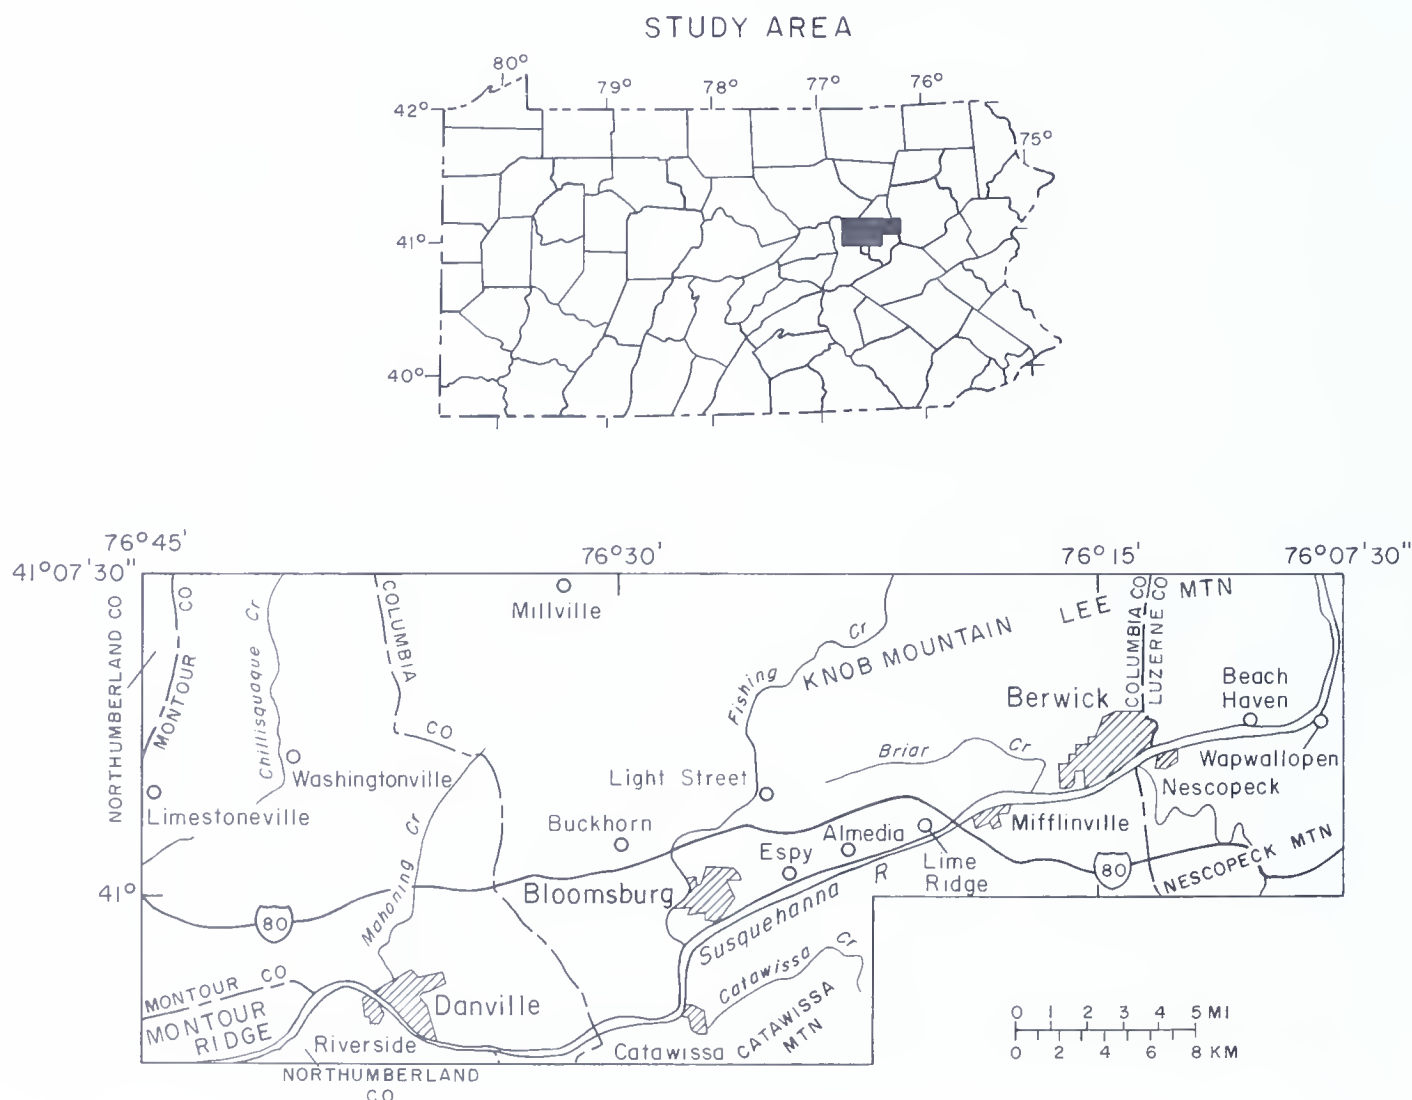 STUDY AREA
80°
79°
78°
77°
76°
42°
75°
41°
40°
76°45'
76°30'
76°15'
76°07'30"
41°07'30"
NORTHUMBERLAND CO
MONTOUR CO
Chillisquaque Cr
COLUMBIA CO
Millville
Fishing Cr
KNOB MOUNTAIN
LEE MTN
COLUMBIA CO
LUZERNE CO
Berwick
Beach
Haven
Briar Cr
Washingtonville
Light Street
Wapwallopen
Nescopeck
Limestoneville
Buckhorn
Almedia
Mifflinville
Espy
Lime
Ridge
NESCOPECK MTN
80
41°
Bloomsburg
Mahoning Cr
80
Susquehanna R
Catawissa Cr
MONTOUR CO
MONTOUR
RIDGE
Danville
Riverside
Catawissa
CATAWISSA
MTN
NORTHUMBERLAND
CO
0 1 2 3 4 5 MI
0 2 4 6 8 KM